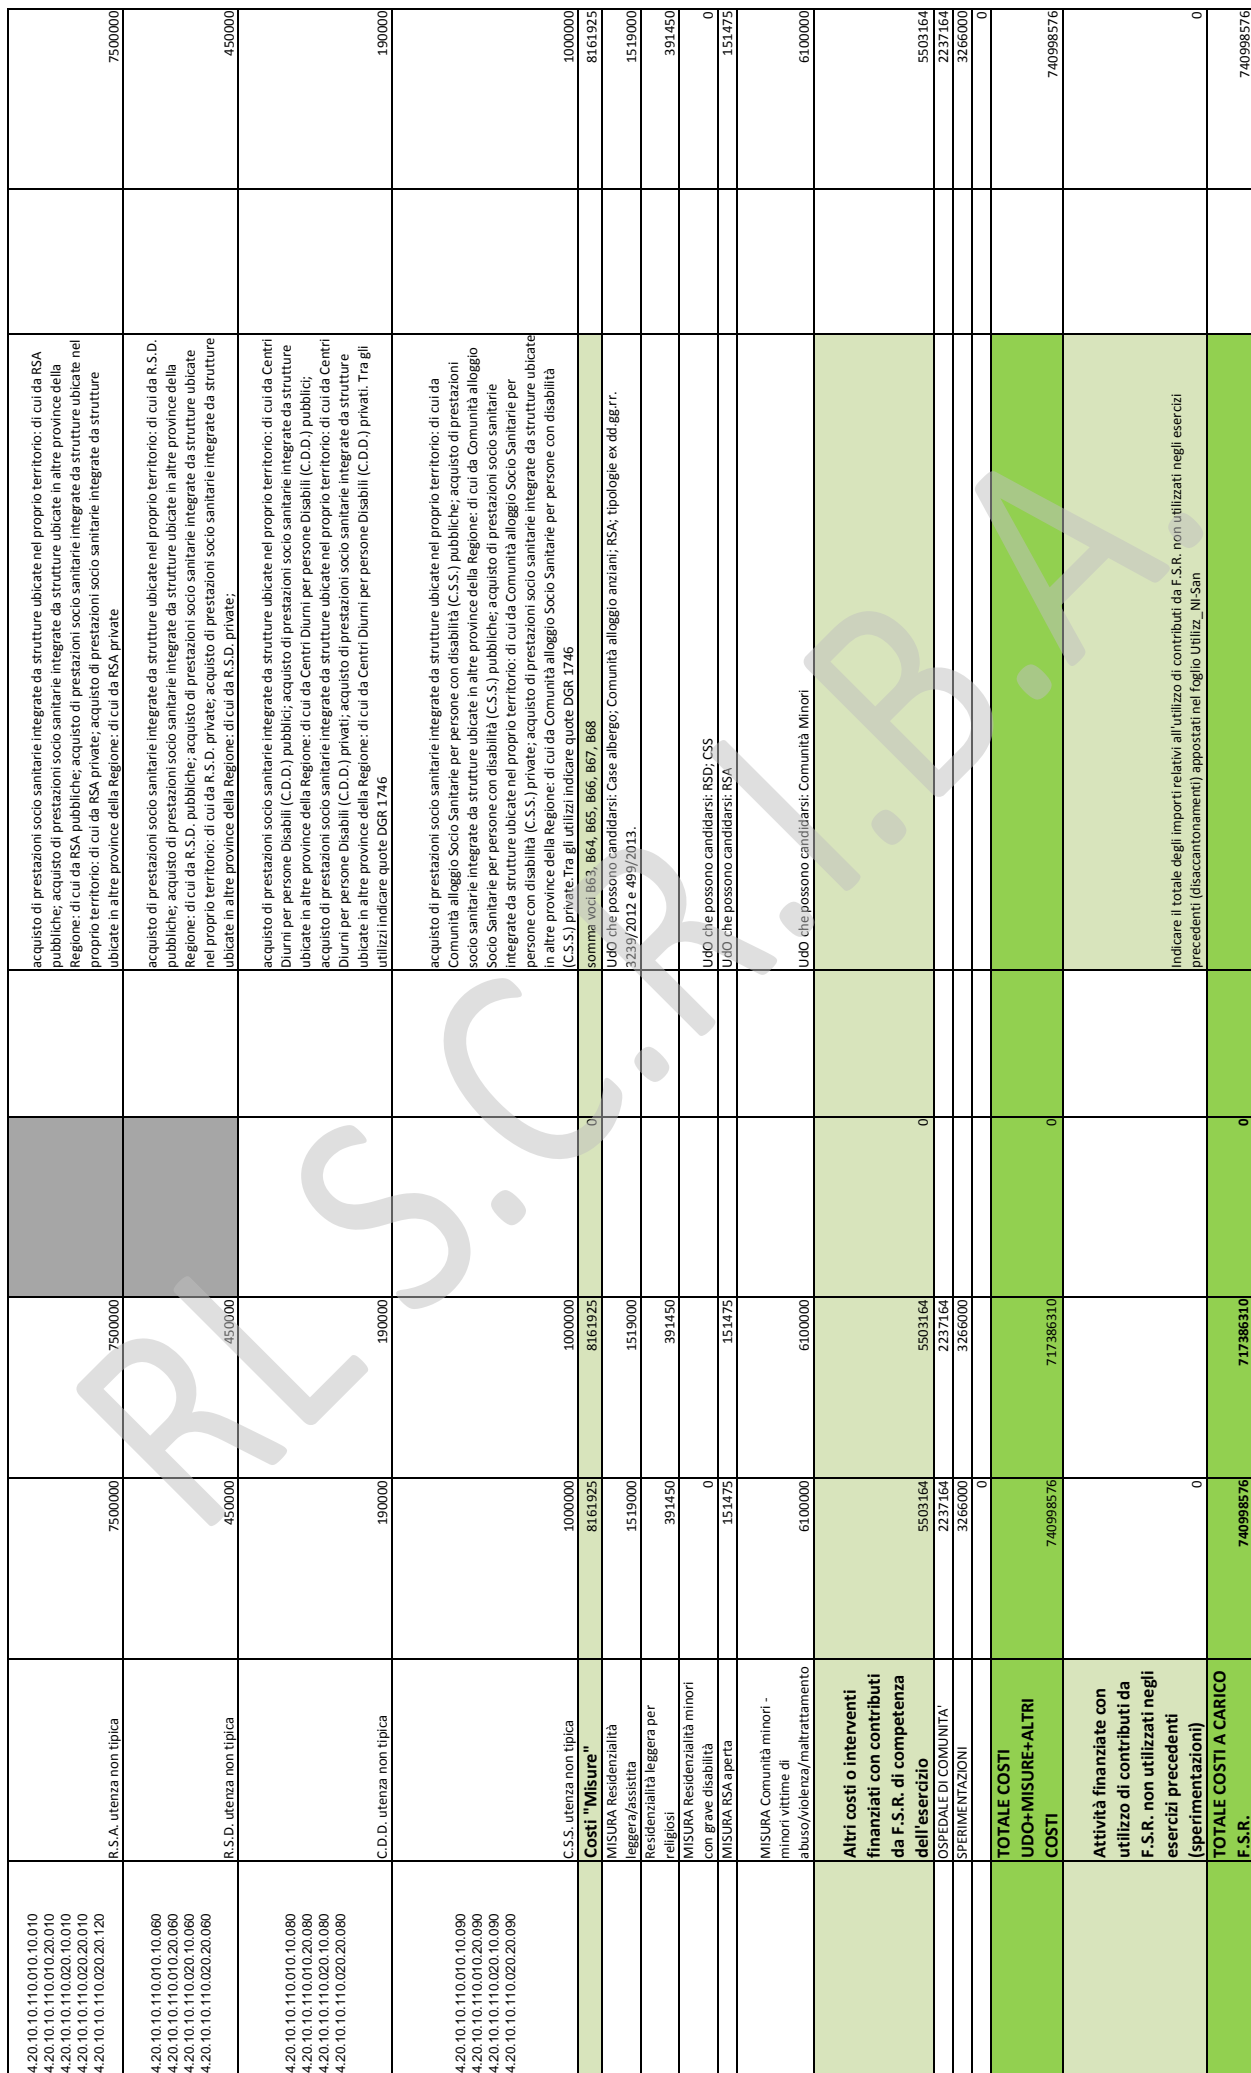 4.20.10.10.110.010.10.010
4.20.10.10.110.010.20.010
4.20.10.10.110.020.10.010
4.20.10.10.110.020.20.010
4.20.10.10.110.020.20.120
R.S.A. utenza non tipica
7500000
7500000
acquisto di prestazioni socio sanitarie integrate da strutture ubicate nel proprio territorio: di cui da RSA
pubbliche; acquisto di prestazioni socio sanitarie integrate da strutture ubicate in altre province della
Regione: di cui da RSA pubbliche; acquisto di prestazioni socio sanitarie integrate da strutture ubicate nel
proprio territorio: di cui da RSA private; acquisto di prestazioni socio sanitarie integrate da strutture
ubicate in altre province della Regione: di cui da RSA private
7500000
4.20.10.10.110.010.10.060
4.20.10.10.110.010.20.060
4.20.10.10.110.020.10.060
4.20.10.10.110.020.20.060
R.S.D. utenza non tipica
450000
450000
acquisto di prestazioni socio sanitarie integrate da strutture ubicate nel proprio territorio: di cui da R.S.D.
pubbliche; acquisto di prestazioni socio sanitarie integrate da strutture ubicate in altre province della
Regione: di cui da R.S.D. pubbliche; acquisto di prestazioni socio sanitarie integrate da strutture ubicate
nel proprio territorio: di cui da R.S.D. private; acquisto di prestazioni socio sanitarie integrate da strutture
ubicate in altre province della Regione: di cui da R.S.D. private;
450000
4.20.10.10.110.010.10.080
4.20.10.10.110.010.20.080
4.20.10.10.110.020.10.080
4.20.10.10.110.020.20.080
C.D.D. utenza non tipica
190000
190000
acquisto di prestazioni socio sanitarie integrate da strutture ubicate nel proprio territorio: di cui da Centri
Diurni per persone Disabili (C.D.D.) pubblici; acquisto di prestazioni socio sanitarie integrate da strutture
ubicate in altre province della Regione: di cui da Centri Diurni per persone Disabili (C.D.D.) pubblici;
acquisto di prestazioni socio sanitarie integrate da strutture ubicate nel proprio territorio: di cui da Centri
Diurni per persone Disabili (C.D.D.) privati; acquisto di prestazioni socio sanitarie integrate da strutture
ubicate in altre province della Regione: di cui da Centri Diurni per persone Disabili (C.D.D.) privati. Tra gli
utilizzi indicare quote DGR 1746
190000
4.20.10.10.110.010.10.090
4.20.10.10.110.010.20.090
4.20.10.10.110.020.10.090
4.20.10.10.110.020.20.090
C.S.S. utenza non tipica
1000000
1000000
acquisto di prestazioni socio sanitarie integrate da strutture ubicate nel proprio territorio: di cui da
Comunità alloggio Socio Sanitarie per persone con disabilità (C.S.S.) pubbliche; acquisto di prestazioni
socio sanitarie integrate da strutture ubicate in altre province della Regione: di cui da Comunità alloggio
Socio Sanitarie per persone con disabilità (C.S.S.) pubbliche; acquisto di prestazioni socio sanitarie
integrate da strutture ubicate nel proprio territorio: di cui da Comunità alloggio Socio Sanitarie per
persone con disabilità (C.S.S.) private; acquisto di prestazioni socio sanitarie integrate da strutture ubicate
in altre province della Regione: di cui da Comunità alloggio Socio Sanitarie per persone con disabilità
(C.S.S.) private.Tra gli utilizzi indicare quote DGR 1746
1000000
Costi "Misure"
8161925
8161925
0
somma voci B63, B64, B65, B66, B67, B68
8161925
MISURA Residenzialità
leggera/assistita
1519000
1519000
UdO che possono candidarsi: Case albergo; Comunità alloggio anziani; RSA; tipologie ex dd.gg.rr.
3239/2012 e 499/2013.
1519000
Residenzialità leggera per
religiosi
391450
391450
391450
MISURA Residenzialità minori
con grave disabilità
0
UdO che possono candidarsi: RSD; CSS
0
MISURA RSA aperta
151475
151475
UdO che possono candidarsi: RSA
151475
MISURA Comunità minori -
minori vittime di
abuso/violenza/maltrattamento
6100000
6100000
UdO che possono candidarsi: Comunità Minori
6100000
Altri costi o interventi
finanziati con contributi
da F.S.R. di competenza
dell'esercizio
5503164
5503164
0
5503164
OSPEDALE DI COMUNITA'
2237164
2237164
2237164
SPERIMENTAZIONI
3266000
3266000
3266000
0
0
TOTALE COSTI
UDO+MISURE+ALTRI
COSTI
740998576
717386310
0
740998576
Attività finanziate con
utilizzo di contributi da
F.S.R. non utilizzati negli
esercizi precedenti
(sperimentazioni)
0
Indicare il totale degli importi relativi all'utilizzo di contributi da F.S.R. non utilizzati negli esercizi
precedenti (disaccantonamenti) appostati nel foglio Utilizz_NI-San
0
TOTALE COSTI A CARICO
F.S.R.
740998576
717386310
0
740998576
RL S.C.R.I.B.A.